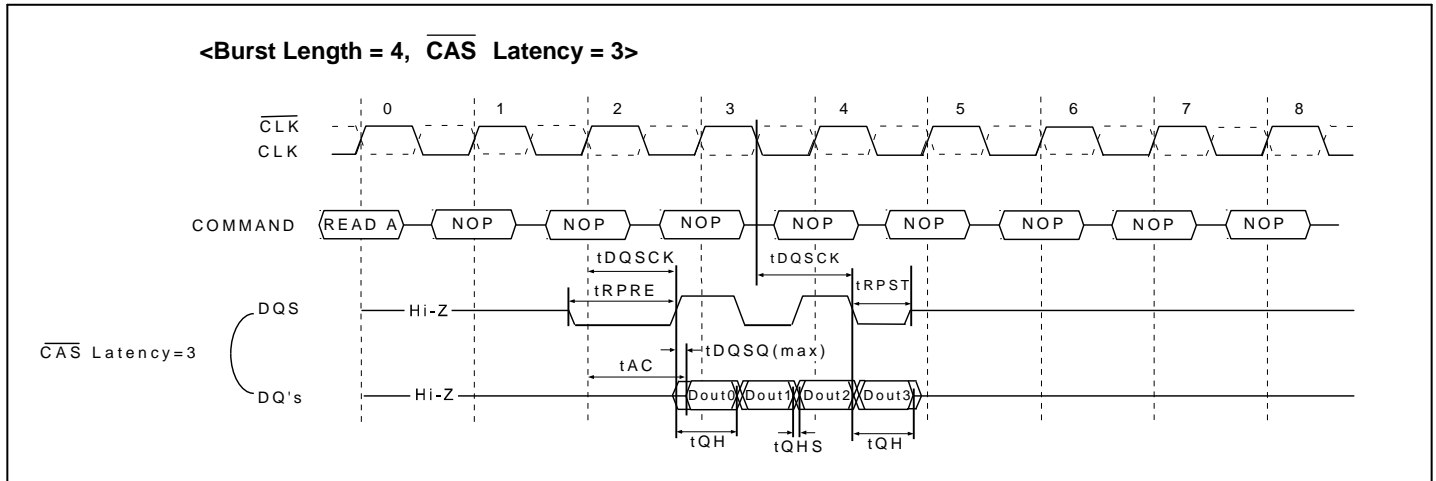 <Burst Length = 4, CAS Latency = 3>
0 1 2 3 4 5 6 7 8
CLK
CLK
COMMAND READ A NOP NOP NOP NOP NOP NOP NOP NOP
tDQSCK tDQSCK
tRPRE tRPST
DQS Hi-Z
tDQSQ(max)
CAS Latency=3
tAC
DQ's Hi-Z Dout0 Dout1 Dout2 Dout3
tQH tQHS tQH